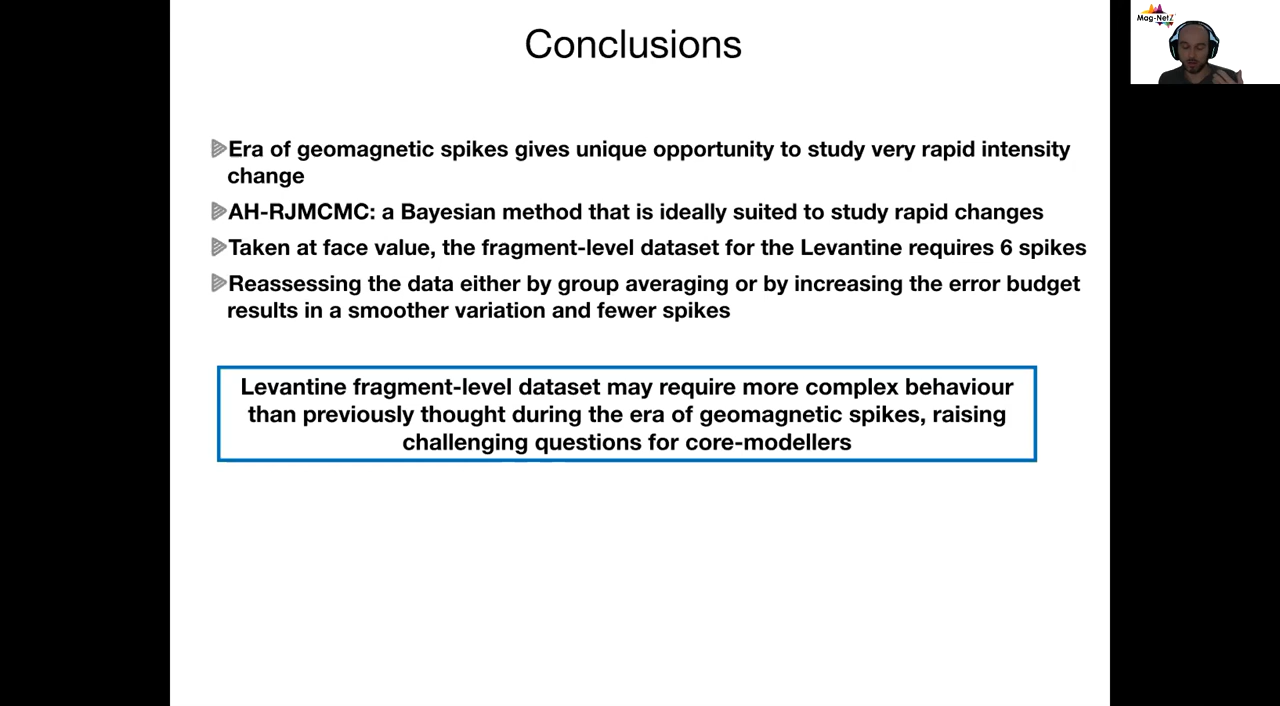 Conclusions
Mag-NetZ
Era of geomagnetic spikes gives unique opportunity to study very rapid intensity
change
AH-RJMCMC: a Bayesian method that is ideally suited to study rapid changes
Taken at face value, the fragment-level dataset for the Levantine requires 6 spikes
Reassessing the data either by group averaging or by increasing the error budget
results in a smoother variation and fewer spikes
Levantine fragment-level dataset may require more complex behaviour
than previously thought during the era of geomagnetic spikes, raising
challenging questions for core-modellers